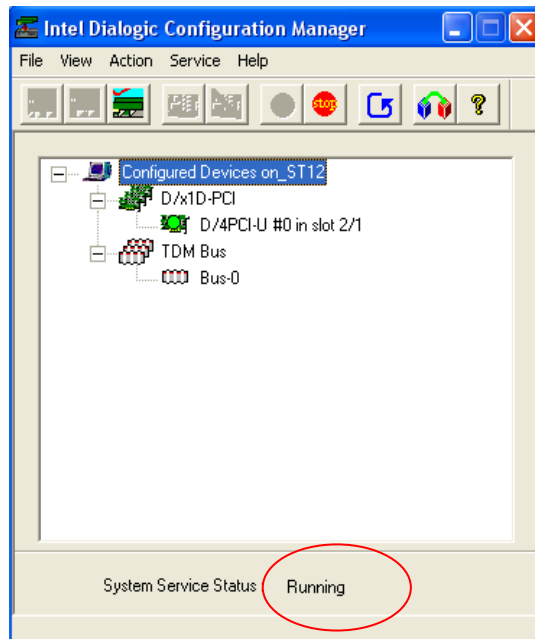 Intel Dialogic Configuration Manager
File View Action Service Help
stop
?
Configured Devices on_ST12
D/x1D-PCI
D/4PCI-U #0 in slot 2/1
TDM Bus
Bus-0
System Service Status Running